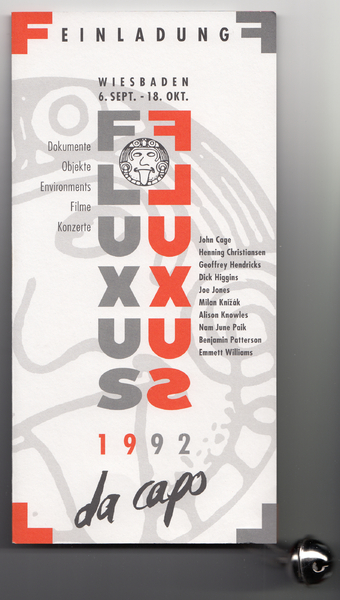 EINLADUNG
WIESBADEN
6. SEPT. - 18. OKT.
FLUXUS
FLUXUS
Dokumente
Objekte
Environments
Filme
Konzerte
John Cage
Henning Christiansen
Geoffrey Hendricks
Dick Higgins
Joe Jones
Milan Knižák
Alison Knowles
Nam June Paik
Benjamin Patterson
Emmett Williams
1992
da capo